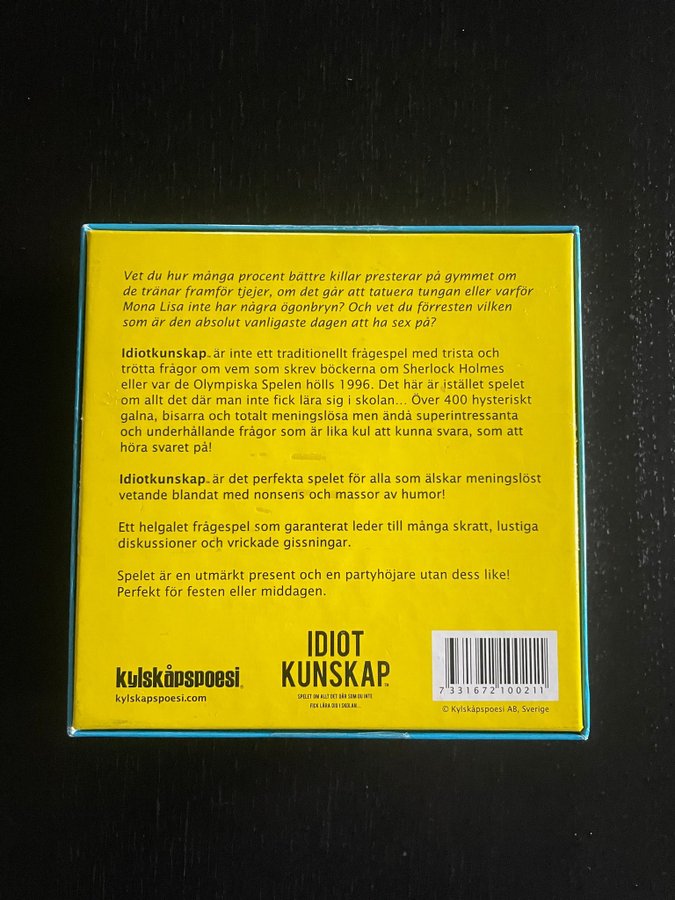 Vet du hur många procent bättre killar presterar på gymmet om
de tränar framför tjejer, om det går att tatuera tungan eller varför
Mona Lisa inte har några ögonbryn? Och vet du förresten vilken
som är den absolut vanligaste dagen att ha sex på?
Idiotkunskap™ är inte ett traditionellt frågespel med trista och
trötta frågor om vem som skrev böckerna om Sherlock Holmes
eller var de Olympiska Spelen hölls 1996. Det här är istället spelet
om allt det där man inte fick lära sig i skolan... Över 400 hysteriskt
galna, bisarra och totalt meningslösa men ändå superintressanta
och underhållande frågor som är lika kul att kunna svara, som att
höra svaret på!
Idiotkunskap™ är det perfekta spelet för alla som älskar meningslöst
vetande blandat med nonsens och massor av humor!
Ett helgalet frågespel som garanterat leder till många skratt, lustiga
diskussioner och vrickade gissningar.
Spelet är en utmärkt present och en partyhöjare utan dess like!
Perfekt för festen eller middagen.
kylskåpspoesi®
kylskapspoesi.com
IDIOT
KUNSKAP™
SPELET OM ALLT DET DÄR SOM DU INTE
FICK LÄRA DIG I SKOLAN...
7 331672 100211
© Kylskåpspoesi AB, Sverige